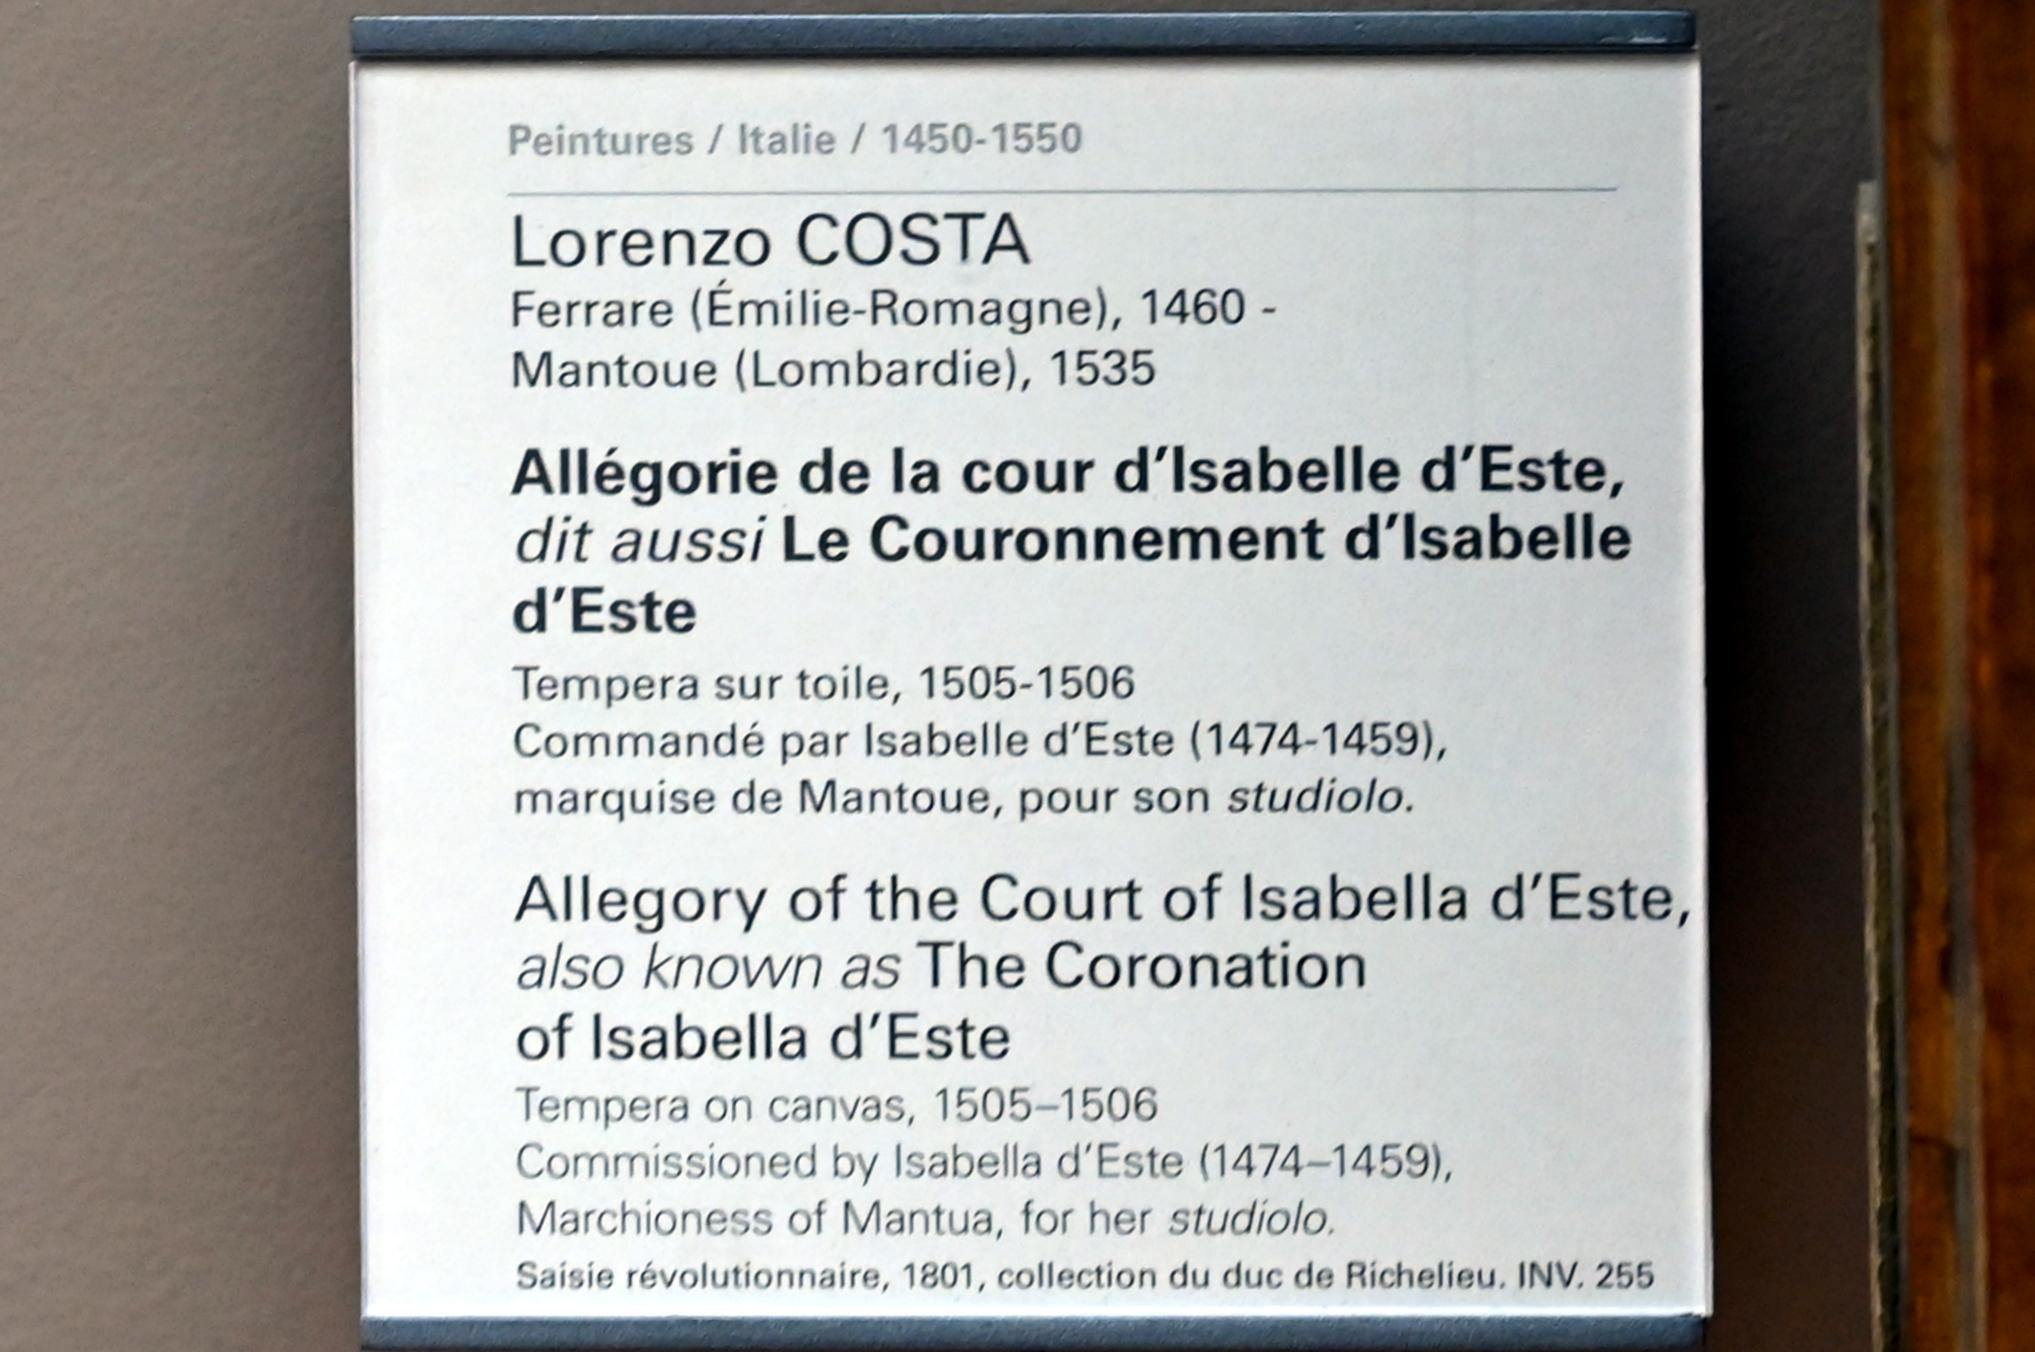 Peintures / Italie / 1450-1550
Lorenzo COSTA
Ferrare (Émilie-Romagne), 1460 -
Mantoue (Lombardie), 1535
Allégorie de la cour d'Isabelle d'Este,
dit aussi Le Couronnement d'Isabelle
d'Este
Tempera sur toile, 1505-1506
Commandé par Isabelle d'Este (1474-1459),
marquise de Mantoue, pour son studiolo.
Allegory of the Court of Isabella d'Este,
also known as The Coronation
of Isabella d'Este
Tempera on canvas, 1505–1506
Commissioned by Isabella d'Este (1474–1459),
Marchioness of Mantua, for her studiolo.
Saisie révolutionnaire, 1801, collection du duc de Richelieu. INV. 255